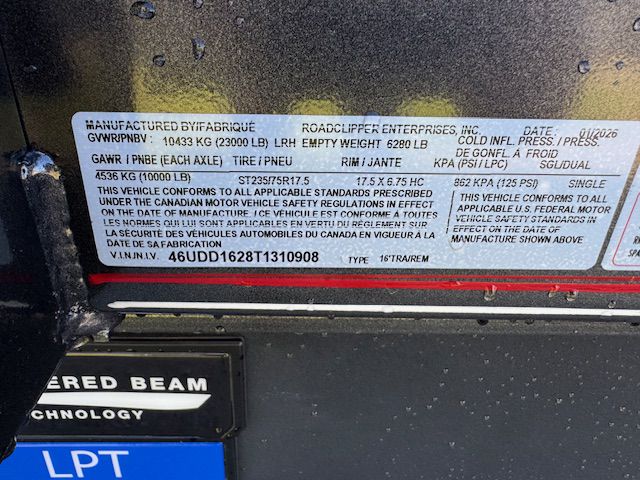 MANUFACTURED BY/FABRIQUÉ ROADCLIPPER ENTERPRISES, INC. DATE: 01/2026
GVWR/PNBV: 10433 KG (23000 LB) LRH EMPTY WEIGHT 6280 LB COLD INFL. PRESS./PRESS. DE GONFL. À FROID
GAWR / PNBE (EACH AXLE) TIRE / PNEU RIM / JANTE KPA (PSI / LPC) SGL/DUAL
4536 KG (10000 LB) ST235/75R17.5 17.5 X 6.75 HC 862 KPA (125 PSI) SINGLE
THIS VEHICLE CONFORMS TO ALL APPLICABLE STANDARDS PRESCRIBED
UNDER THE CANADIAN MOTOR VEHICLE SAFETY REGULATIONS IN EFFECT
ON THE DATE OF MANUFACTURE. / CE VÉHICULE EST CONFORME À TOUTES
LES NORMES QUI LUI SONT APPLICABLES EN VERTU DU RÈGLEMENT SUR
LA SÉCURITÉ DES VÉHICULES AUTOMOBILES DU CANADA EN VIGUEUR À LA
DATE DE SA FABRICATION
THIS VEHICLE CONFORMS TO ALL
APPLICABLE U.S. FEDERAL MOTOR
VEHICLE SAFETY STANDARDS IN
EFFECT ON THE DATE OF
MANUFACTURE SHOWN ABOVE
V.I.N./N.I.V. 46UDD1628T1310908 TYPE 16'TRA/REM
ERED BEAM
CHNOLOGY
LPT